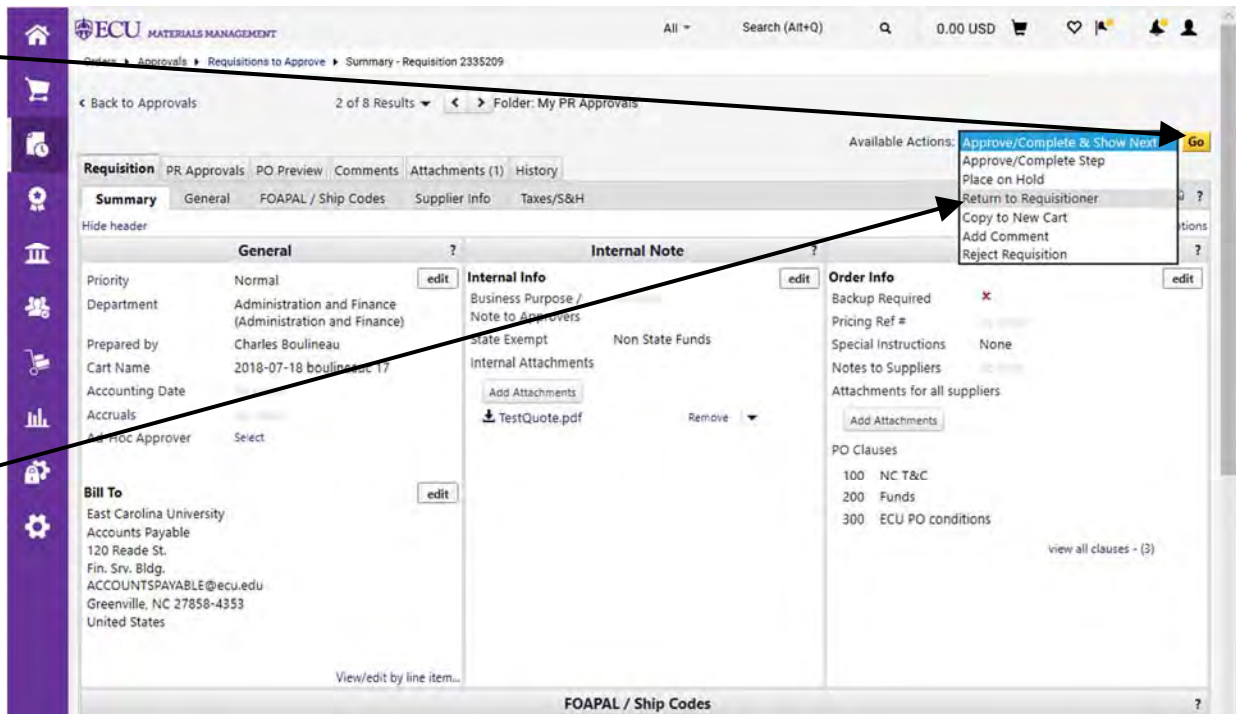 ECU MATERIALS MANAGEMENT All Search (Alt+Q) 0.00 USD
Orders Approvals Requisitions to Approve Summary - Requisition 2335209
Back to Approvals 2 of 8 Results Folder: My PR Approvals
Available Actions: Approve/Complete & Show Next Go
Approve/Complete Step
Place on Hold
Return to Requisitioner
Copy to New Cart
Add Comment
Reject Requisition
Requisition PR Approvals PO Preview Comments Attachments (1) History
Summary General FOAPAL / Ship Codes Supplier Info Taxes/S&H ?
Hide header
General ? Internal Note ? ?
Priority Normal edit
Department Administration and Finance
(Administration and Finance)
Prepared by Charles Boulineau
Cart Name 2018-07-18 boulineauc 17
Accounting Date
Accruals
Ad-Hoc Approver Select
Bill To edit
East Carolina University
Accounts Payable
120 Reade St.
Fin. Srv. Bldg.
ACCOUNTSPAYABLE@ecu.edu
Greenville, NC 27858-4353
United States
View/edit by line item...
Internal Info edit
Business Purpose /
Note to Approvers
State Exempt Non State Funds
Internal Attachments
Add Attachments
TestQuote.pdf Remove
Order Info edit
Backup Required
Pricing Ref #
Special Instructions None
Notes to Suppliers
Attachments for all suppliers
Add Attachments
PO Clauses
100 NC T&C
200 Funds
300 ECU PO conditions
view all clauses - (3)
FOAPAL / Ship Codes ?